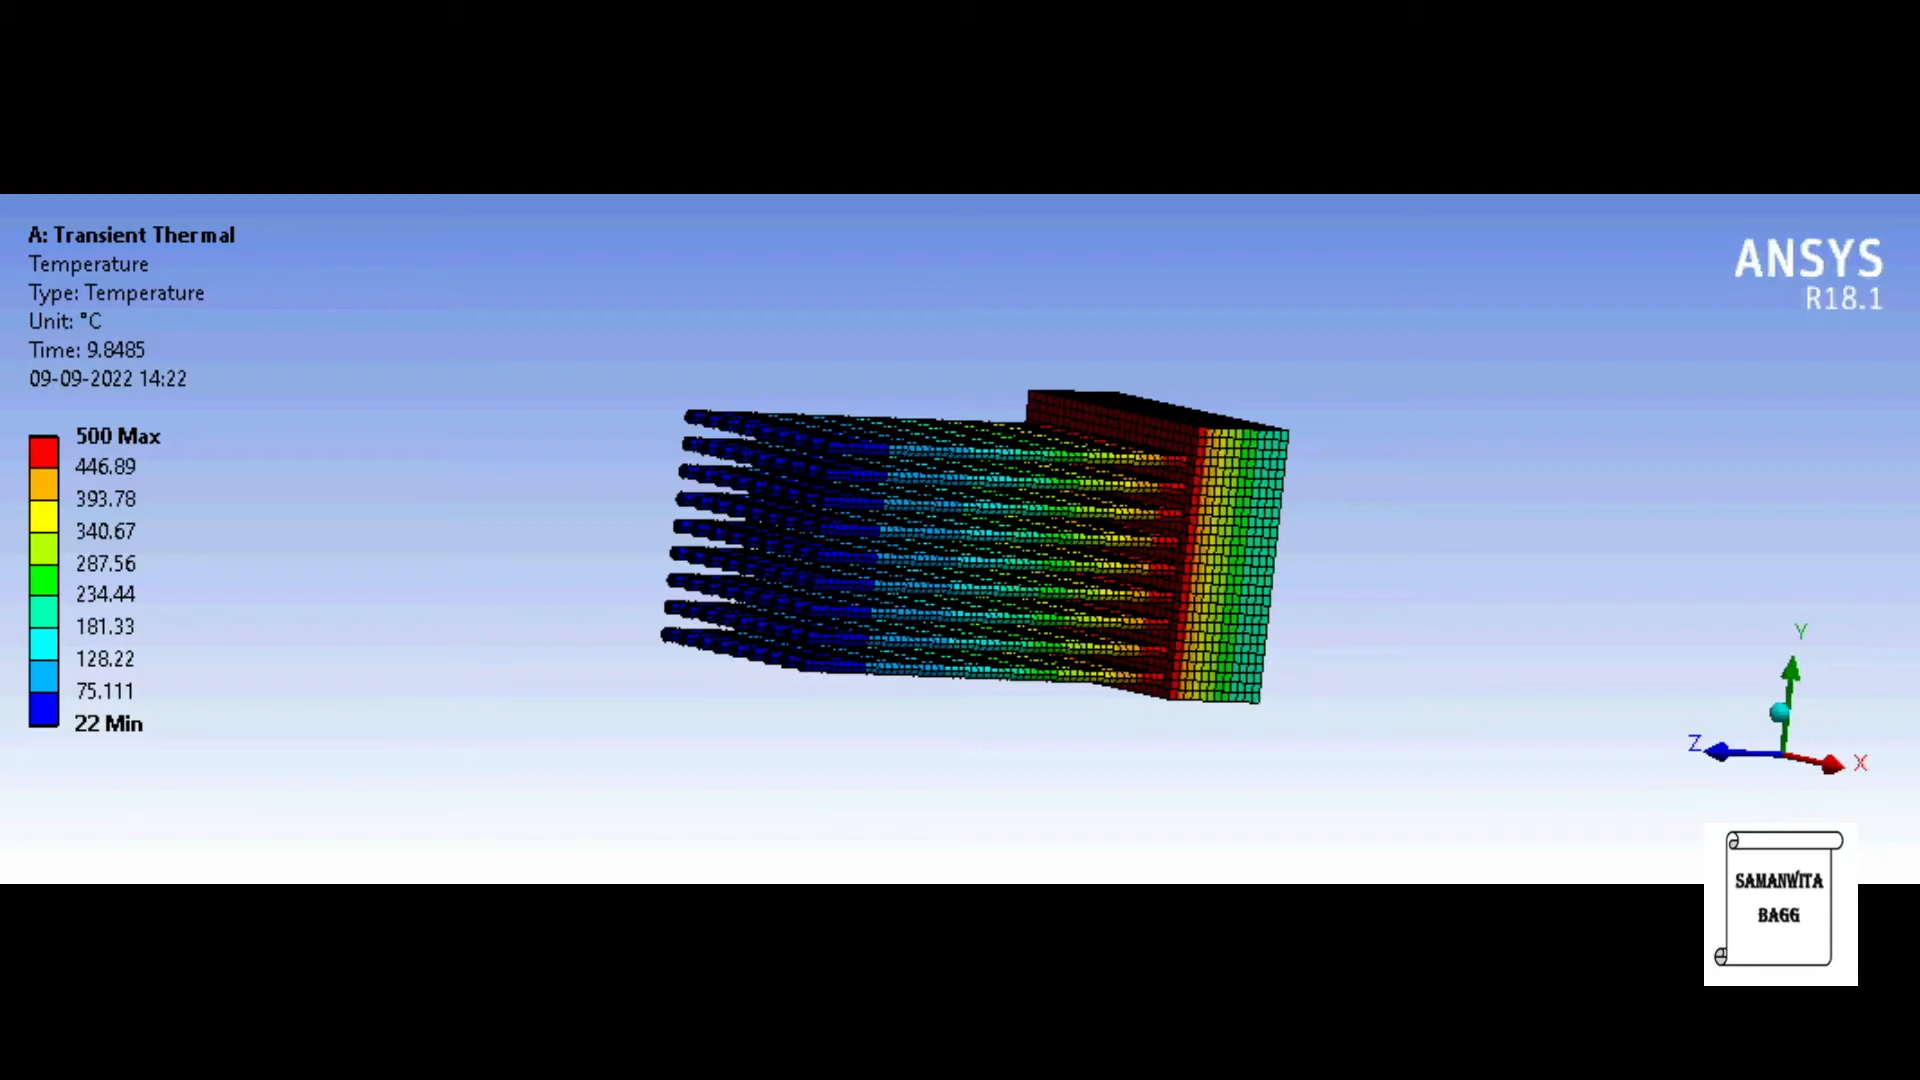 A: Transient Thermal
Temperature
Type: Temperature
Unit: °C
Time: 9.8485
09-09-2022 14:22
500 Max
446.89
393.78
340.67
287.56
234.44
181.33
128.22
75.111
22 Min
ANSYS
R18.1
Y
Z
X
SAMANWITA
BAGG